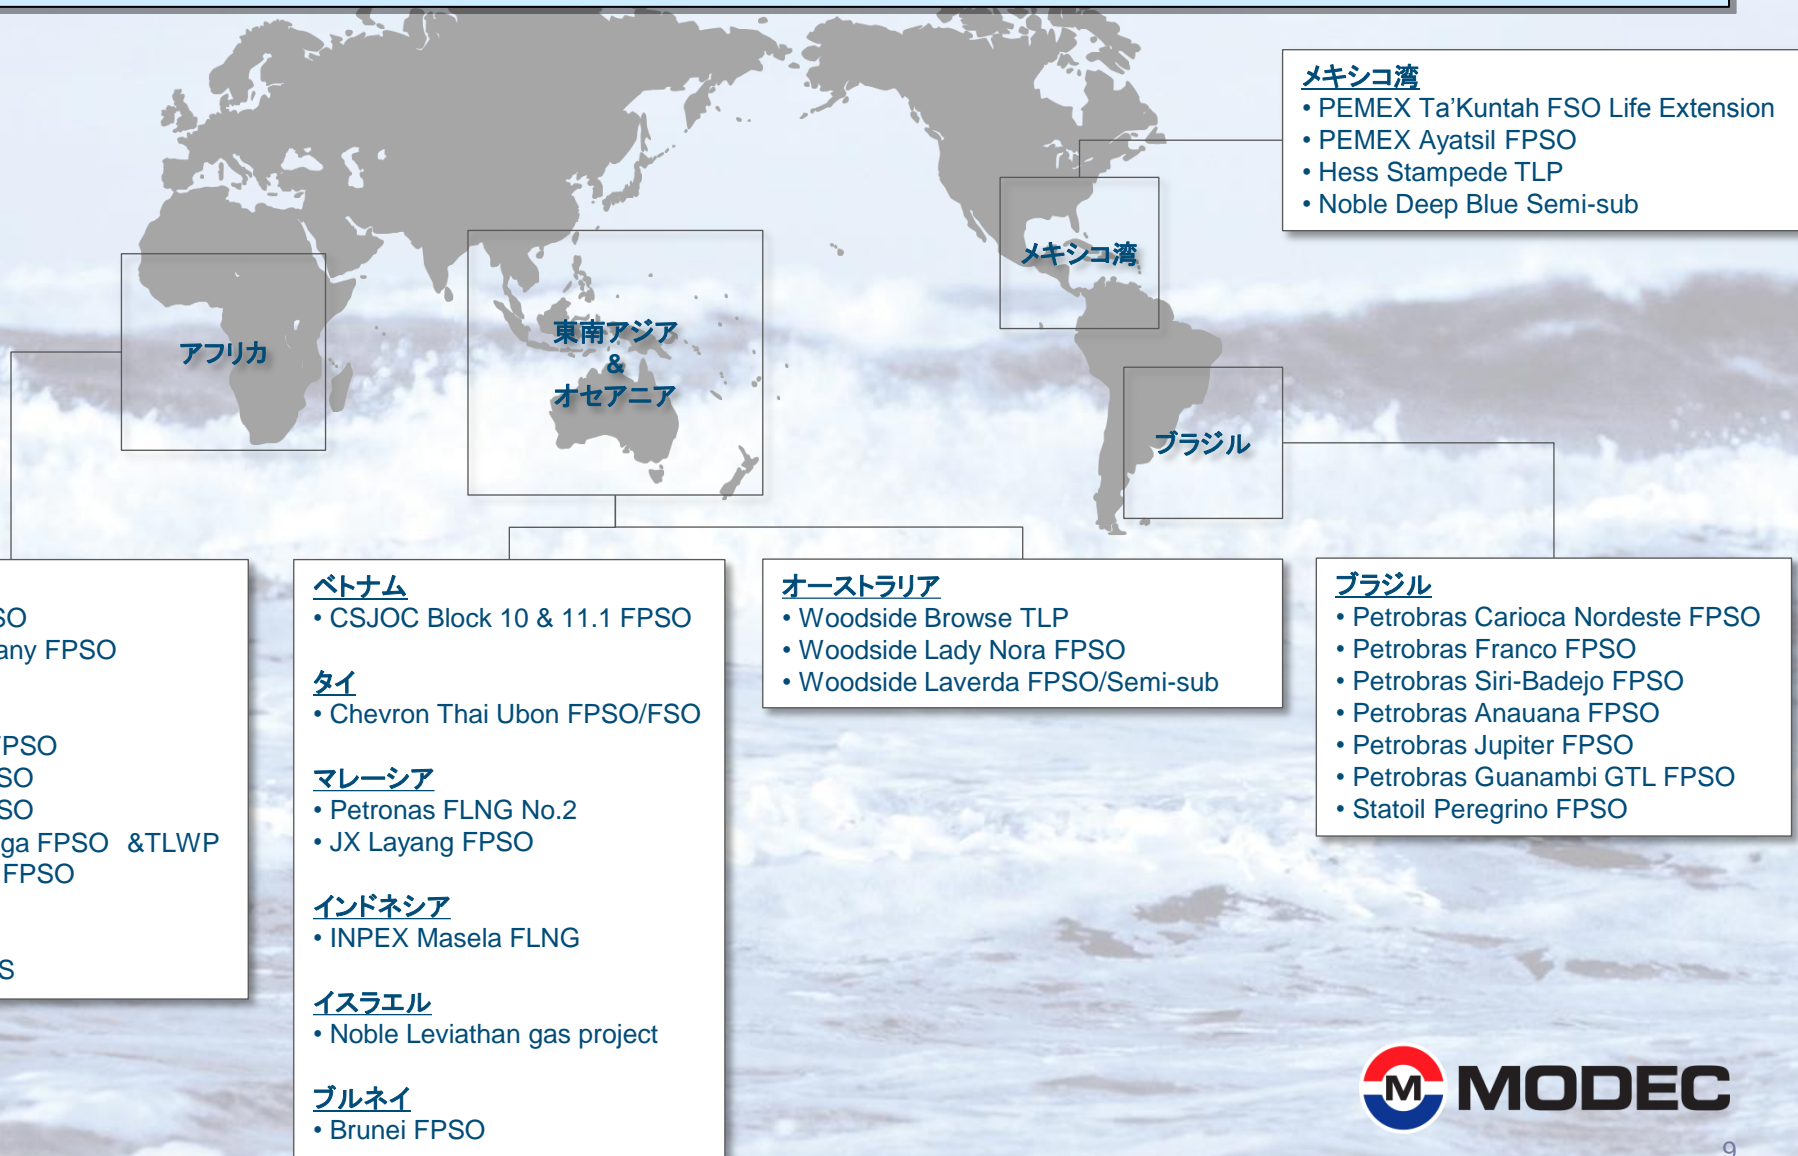 メキシコ湾
• PEMEX Ta’Kuntah FSO Life Extension
• PEMEX Ayatsil FPSO
• Hess Stampede TLP
• Noble Deep Blue Semi-sub
メキシコ湾
東南アジア
&
オセアニア
アフリカ
ブラジル
FPSO
FPSO
ga FPSO &TLWP
FPSO
ベトナム
• CSJOC Block 10 & 11.1 FPSO
タイ
• Chevron Thai Ubon FPSO/FSO
マレーシア
• Petronas FLNG No.2
• JX Layang FPSO
インドネシア
• INPEX Masela FLNG
イスラエル
• Noble Leviathan gas project
ブルネイ
• Brunei FPSO
オーストラリア
• Woodside Browse TLP
• Woodside Lady Nora FPSO
• Woodside Laverda FPSO/Semi-sub
ブラジル
• Petrobras Carioca Nordeste FPSO
• Petrobras Franco FPSO
• Petrobras Siri-Badejo FPSO
• Petrobras Anauana FPSO
• Petrobras Jupiter FPSO
• Petrobras Guanambi GTL FPSO
• Statoil Peregrino FPSO
M MODEC
9